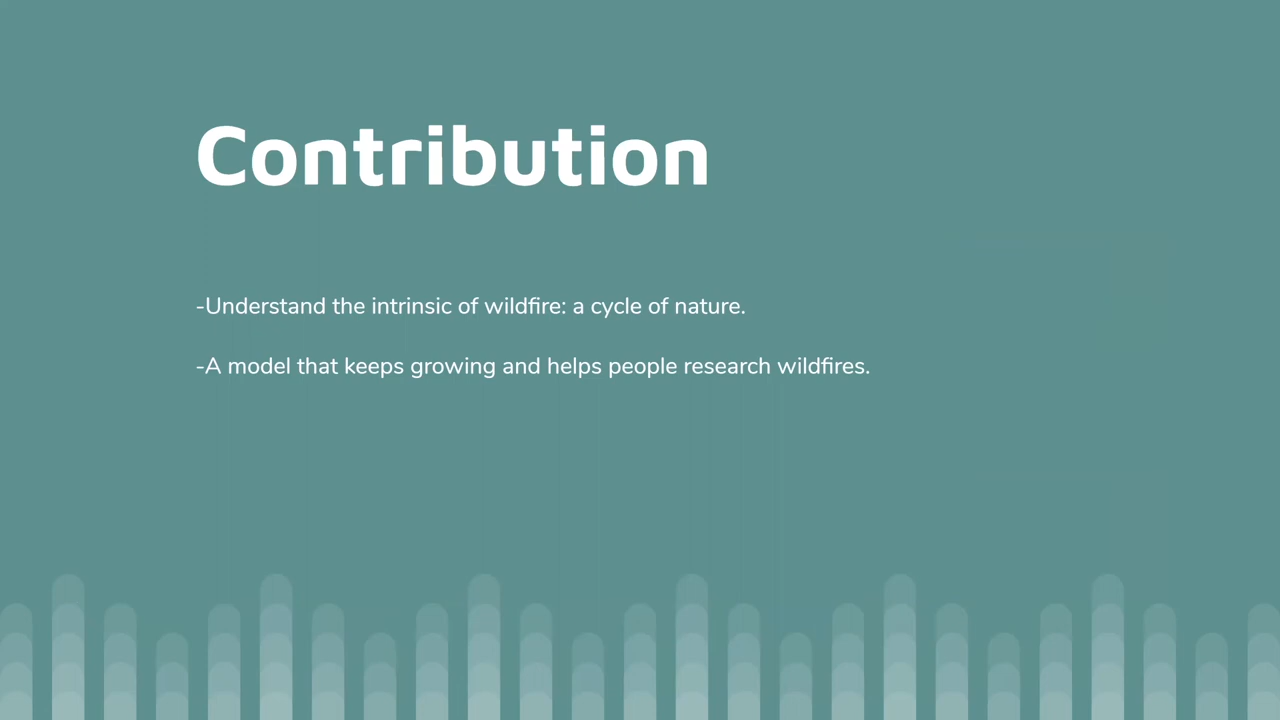 Contribution
-Understand the intrinsic of wildfire: a cycle of nature.
-A model that keeps growing and helps people research wildfires.